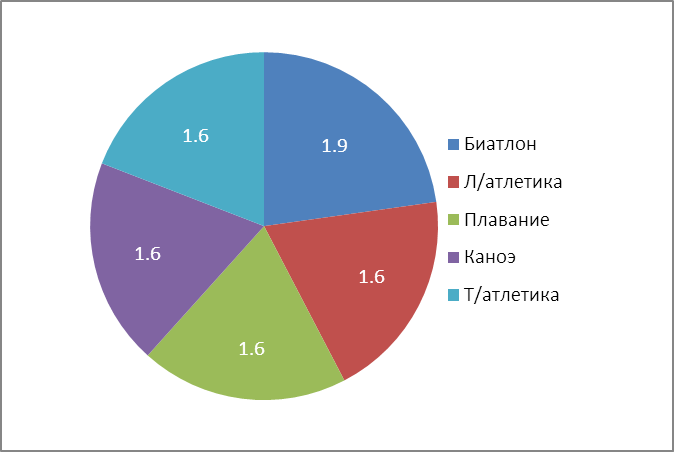 1.9
1.6
1.6
1.6
1.6
Биатлон
Л/атлетика
Плавание
Каноэ
Т/атлетика